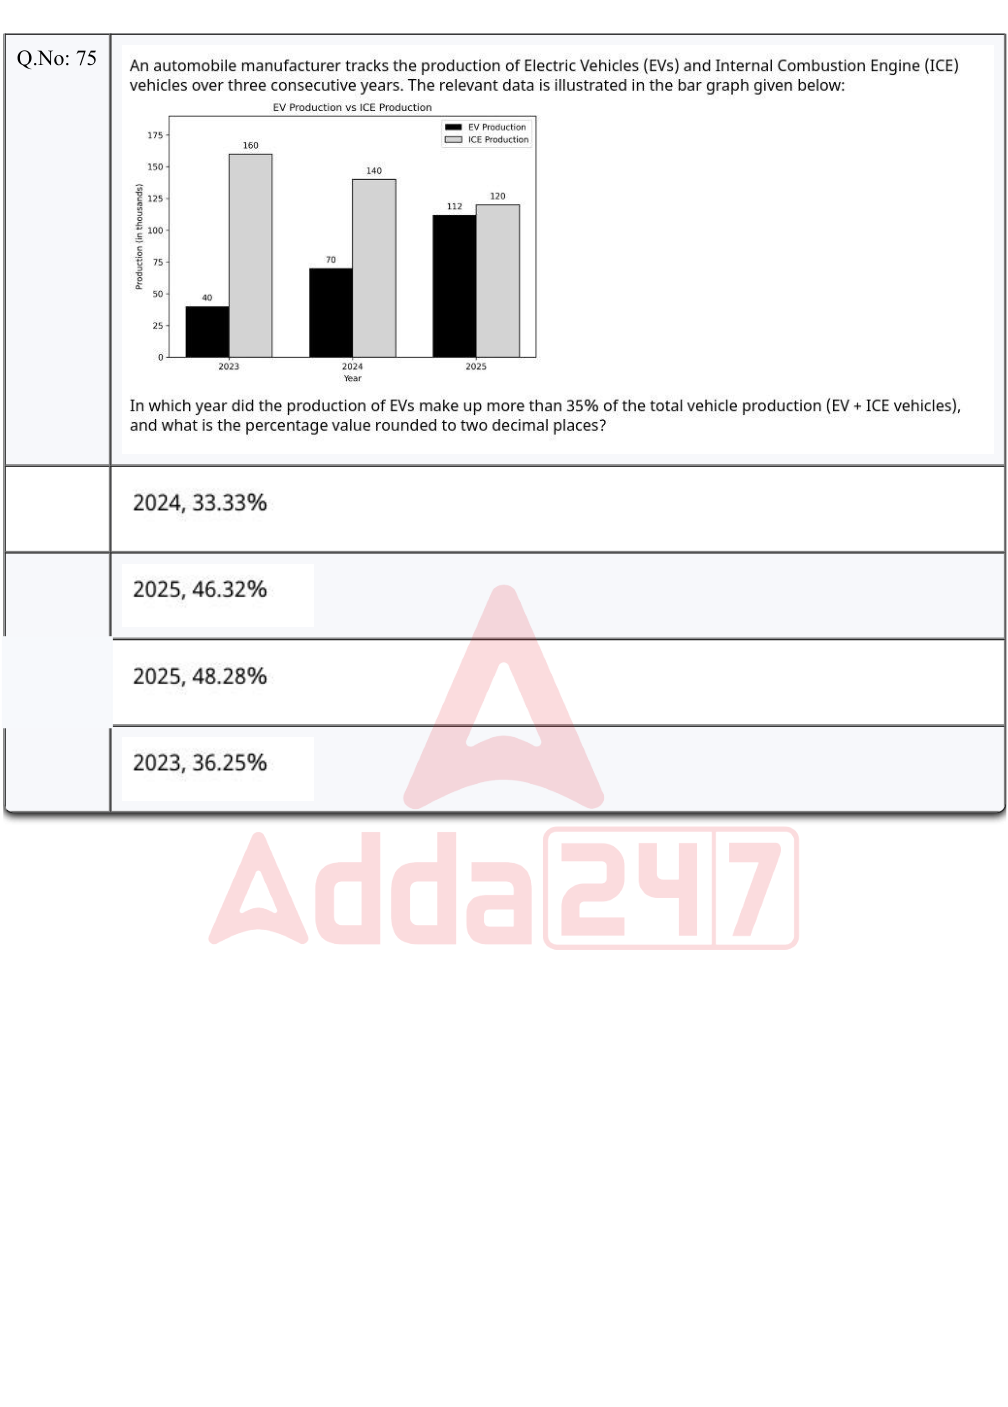 Q.No: 75
An automobile manufacturer tracks the production of Electric Vehicles (EVs) and Internal Combustion Engine (ICE)
vehicles over three consecutive years. The relevant data is illustrated in the bar graph given below:
EV Production vs ICE Production
EV Production
ICE Production
Production (in thousands)
175
150
125
100
75
50
25
0
40
160
70
140
112
120
2023
2024
2025
Year
In which year did the production of EVs make up more than 35% of the total vehicle production (EV + ICE vehicles),
and what is the percentage value rounded to two decimal places?
2024, 33.33%
2025, 46.32%
2025, 48.28%
2023, 36.25%
Adda247